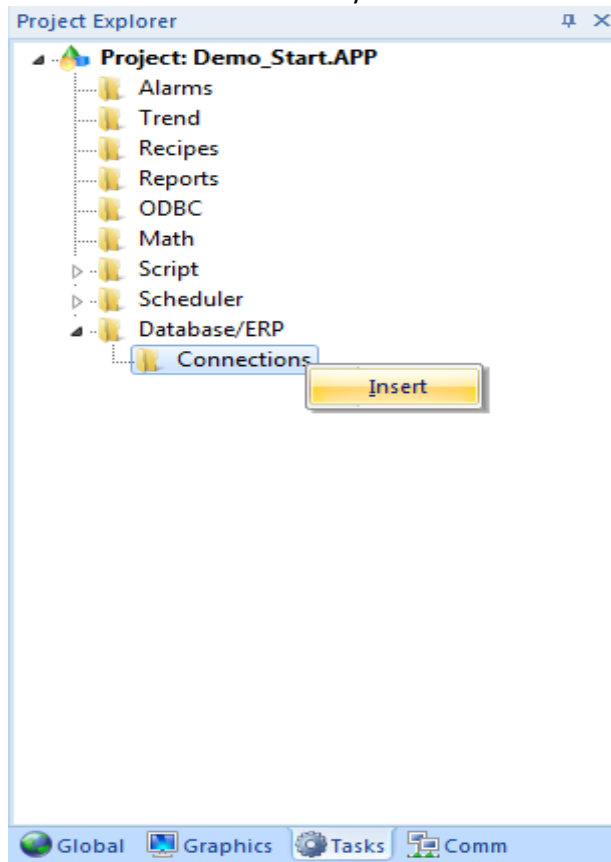 Project Explorer
Project: Demo_Start.APP
Alarms
Trend
Recipes
Reports
ODBC
Math
Script
Scheduler
Database/ERP
Connections
Insert
Global Graphics Tasks Comm